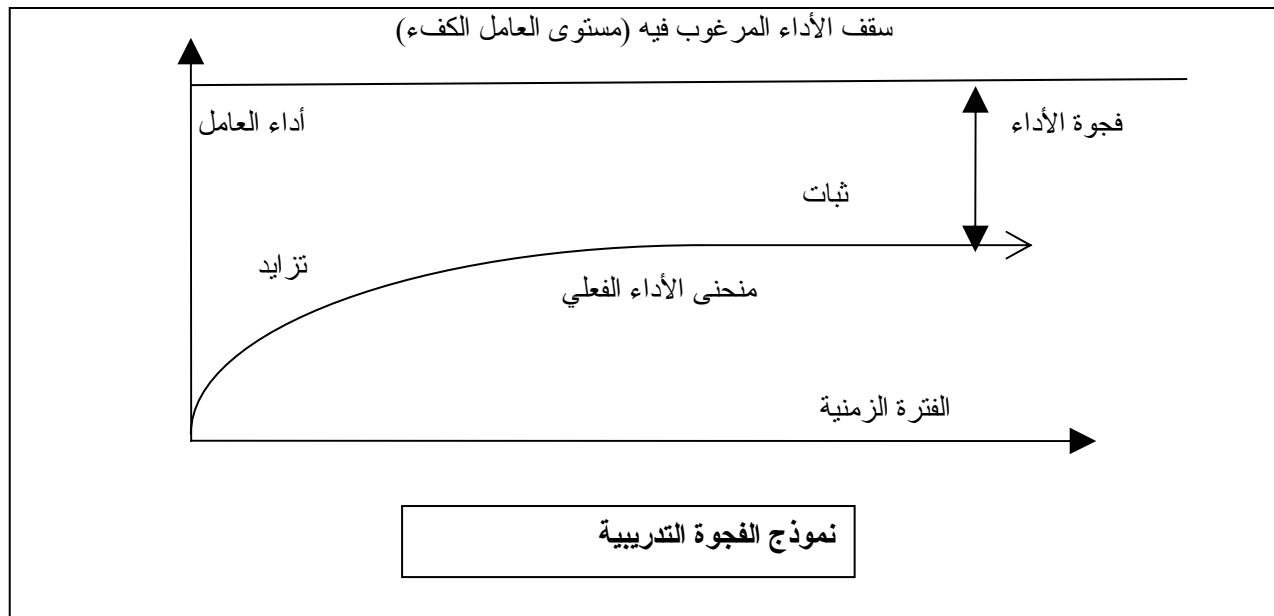 سقف الأداء المرغوب فيه (مستوى العامل الكفء)
أداء العامل
فجوة الأداء
ثبات
تزايد
منحنى الأداء الفعلي
الفترة الزمنية
نموذج الفجوة التدريبية